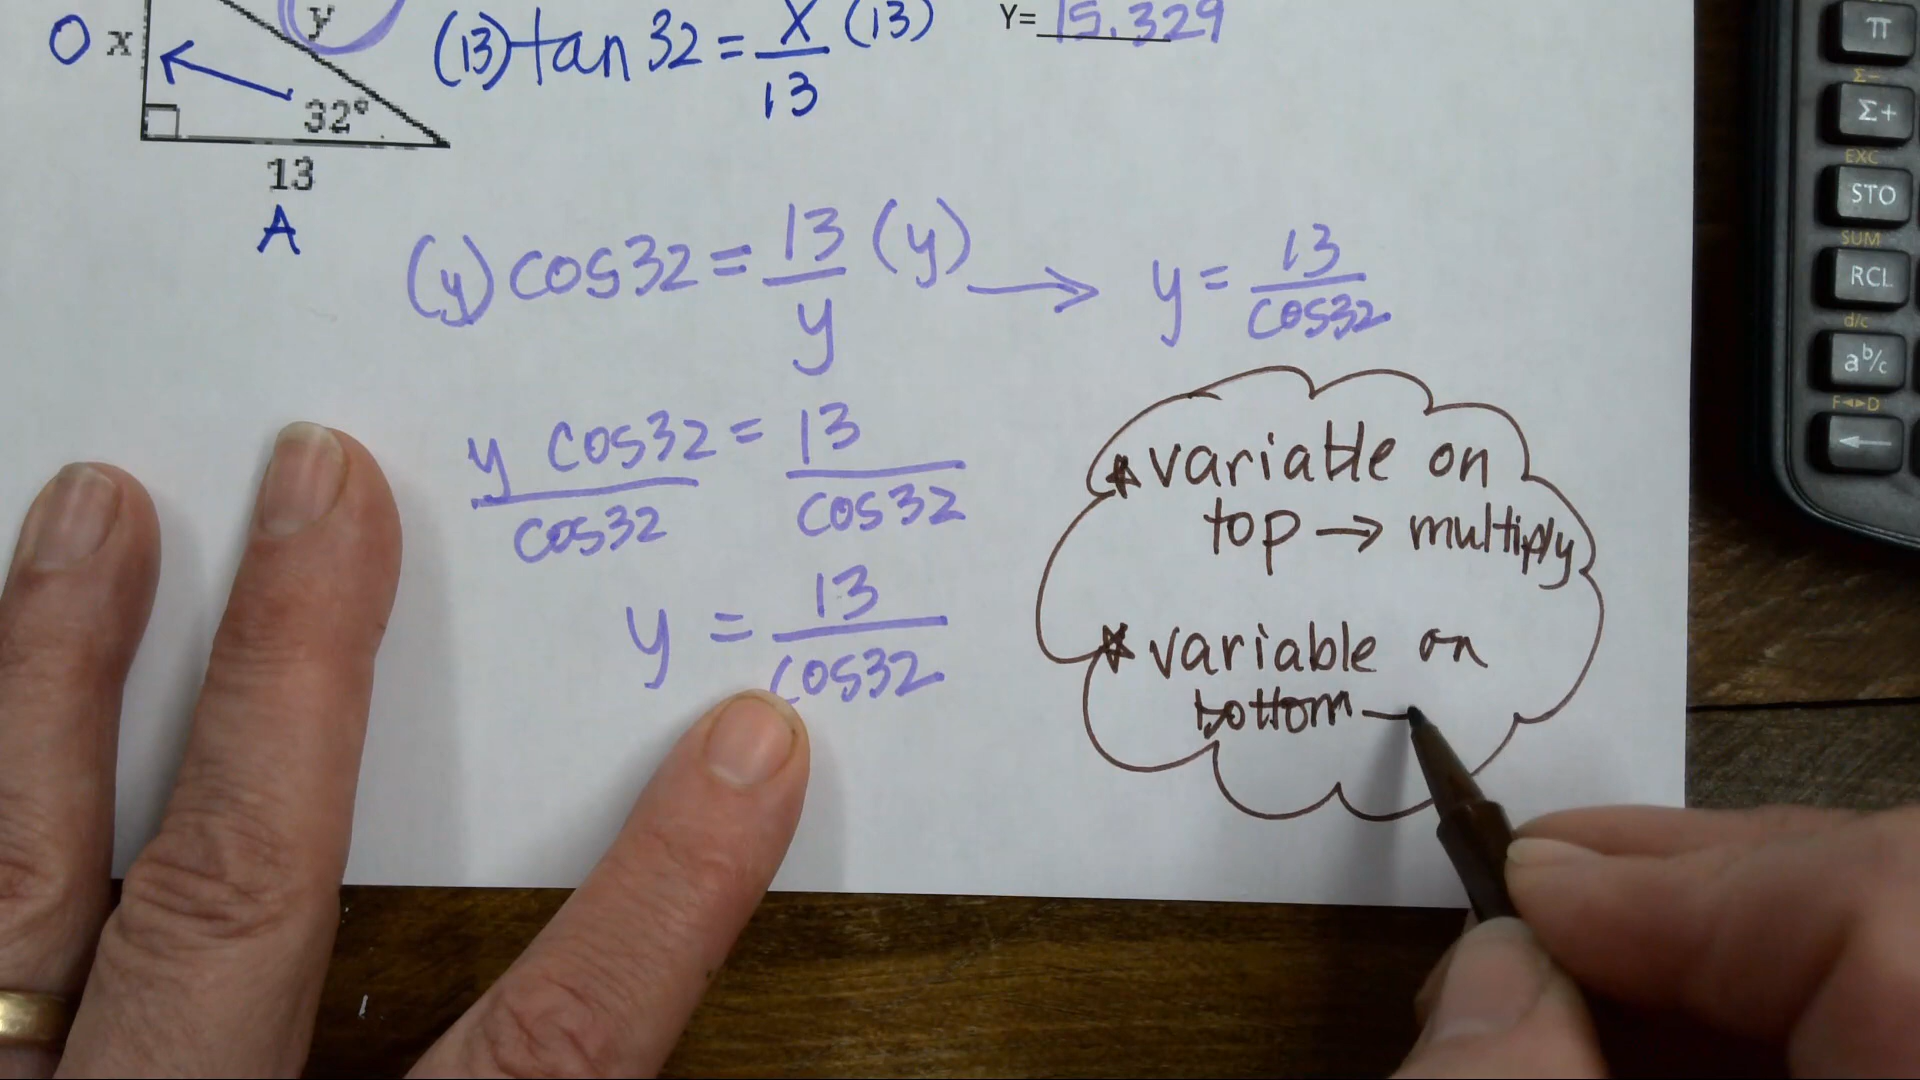 O x y (13) tan 32 = x/13 (13) Y= 15.329
32°
13
A
(y) cos32 = 13/y (y) → y = 13/cos32
y cos32/cos32 = 13/cos32
y = 13/cos32
* variable on
top → multiply
* variable on
bottom —
π
Σ−
Σ+
EXC
STO
SUM
RCL
d/c
a b/c
F◄►D
←